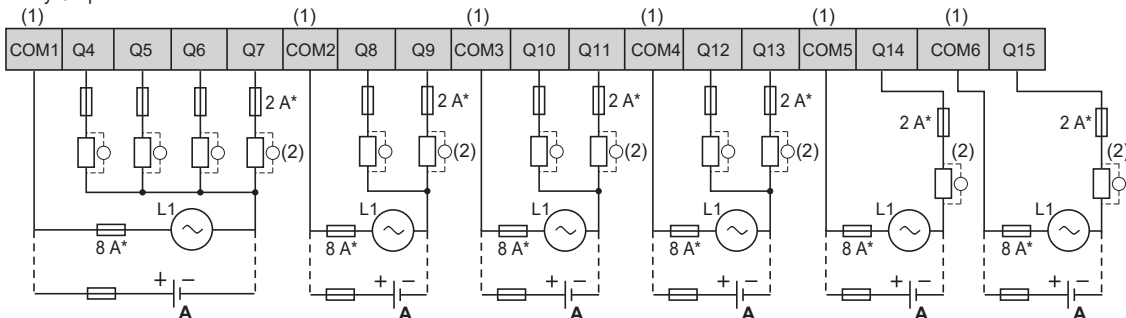 (1) (1) (1) (1) (1) (1)
COM1 Q4 Q5 Q6 Q7 COM2 Q8 Q9 COM3 Q10 Q11 COM4 Q12 Q13 COM5 Q14 COM6 Q15
2 A* 2 A* 2 A* 2 A* 2 A* 2 A*
(2) (2) (2) (2) (2) (2)
L1 L1 L1 L1 L1 L1
8 A* 8 A* 8 A* 8 A* 8 A* 8 A*
+ − + − + − + − + − + −
A A A A A A